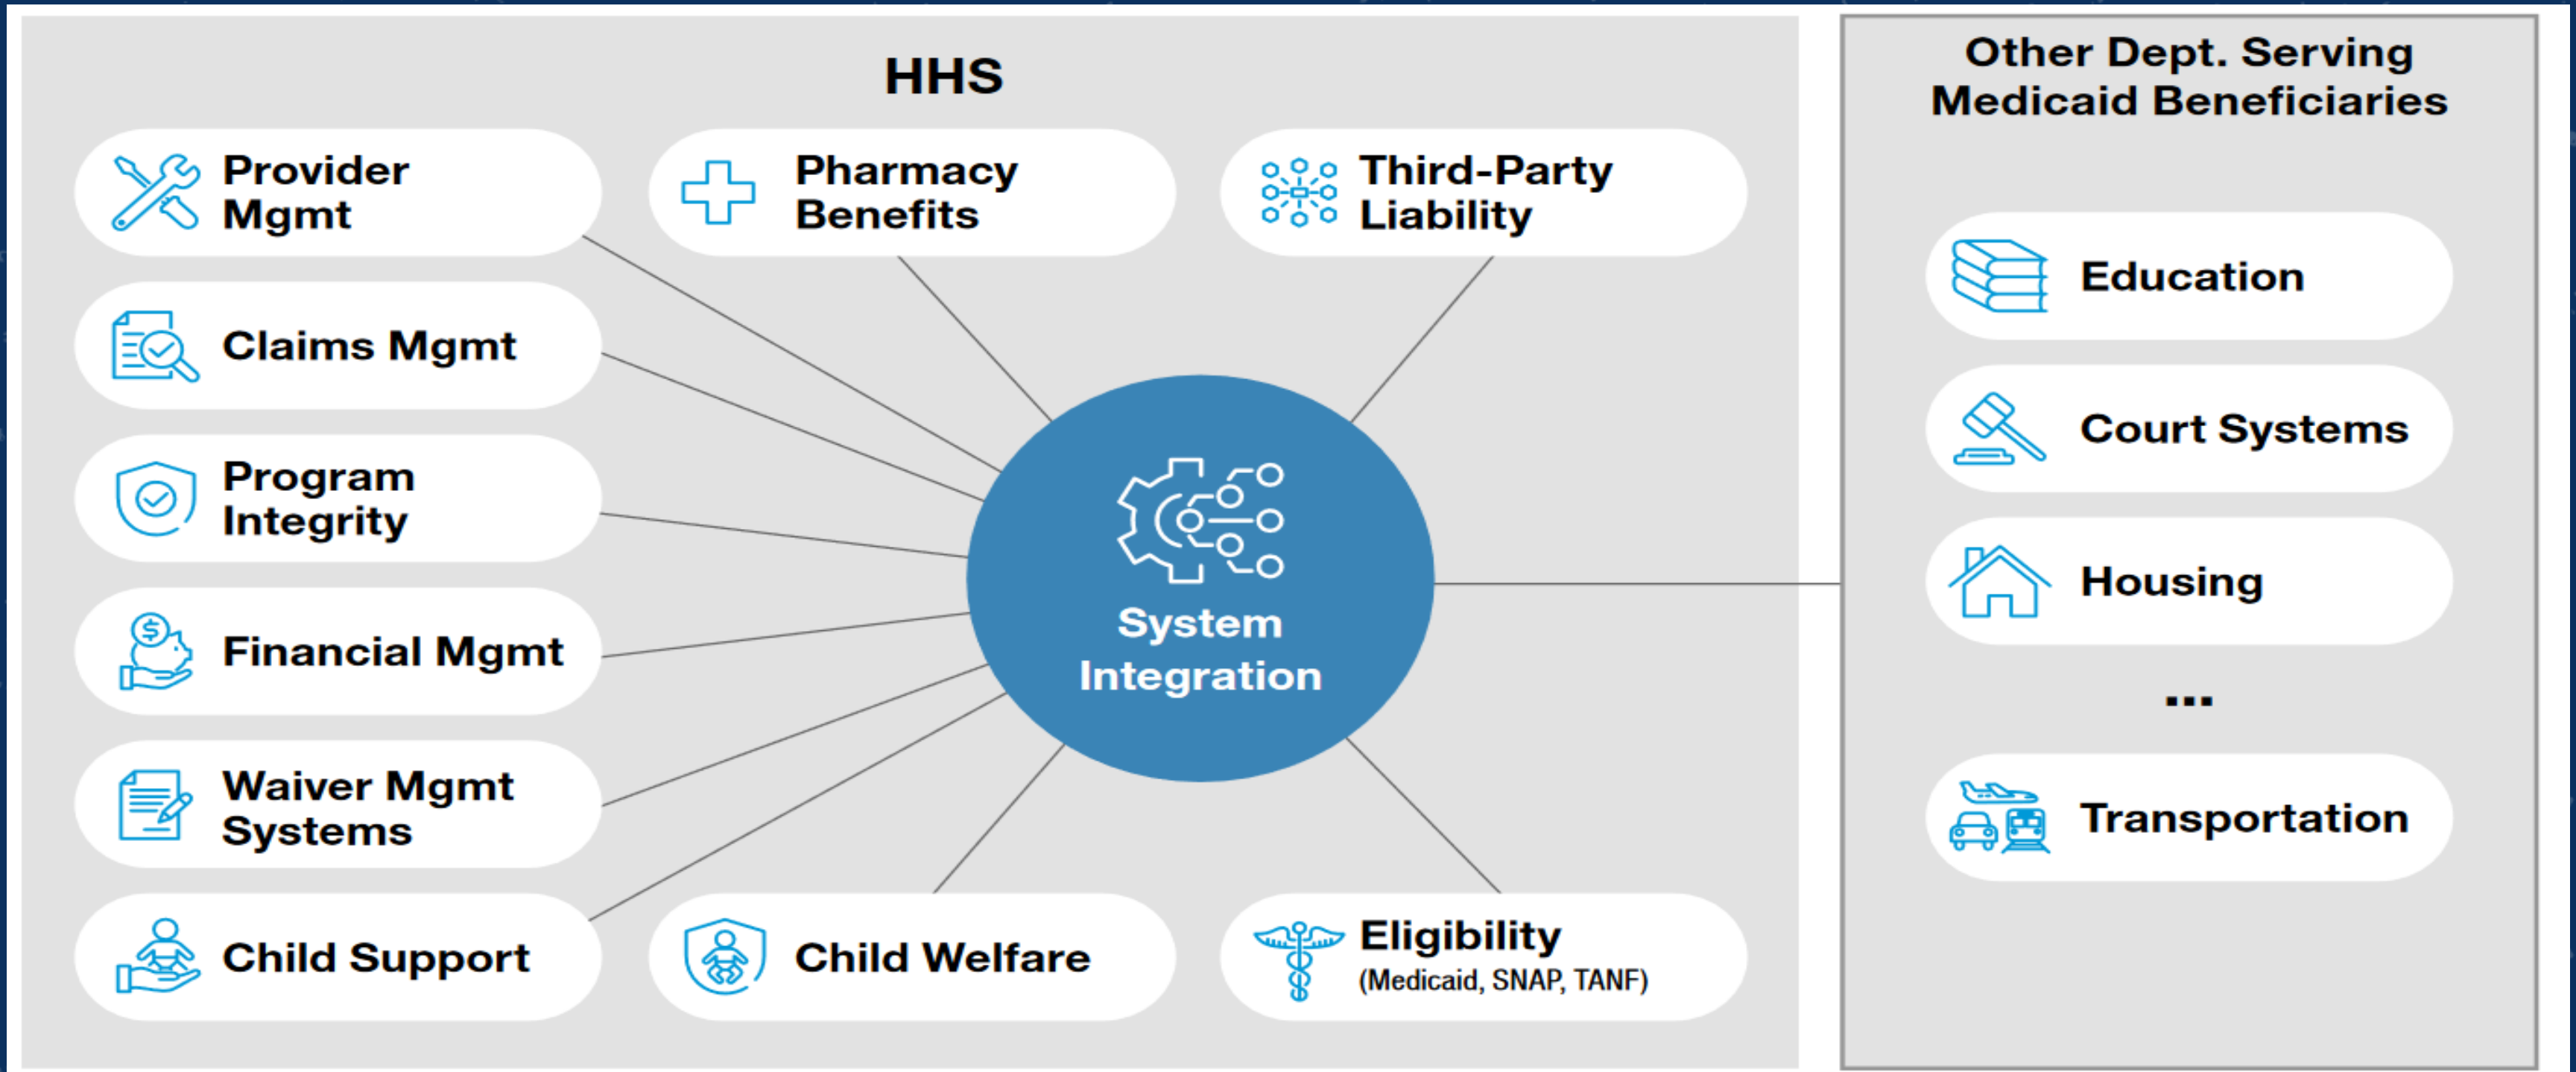 HHS
Provider
Mgmt
Pharmacy
Benefits
Third-Party
Liability
Claims Mgmt
Program
Integrity
Financial Mgmt
Waiver Mgmt
Systems
Child Support
Child Welfare
Eligibility
(Medicaid, SNAP, TANF)
System
Integration
Other Dept. Serving
Medicaid Beneficiaries
Education
Court Systems
Housing
...
Transportation